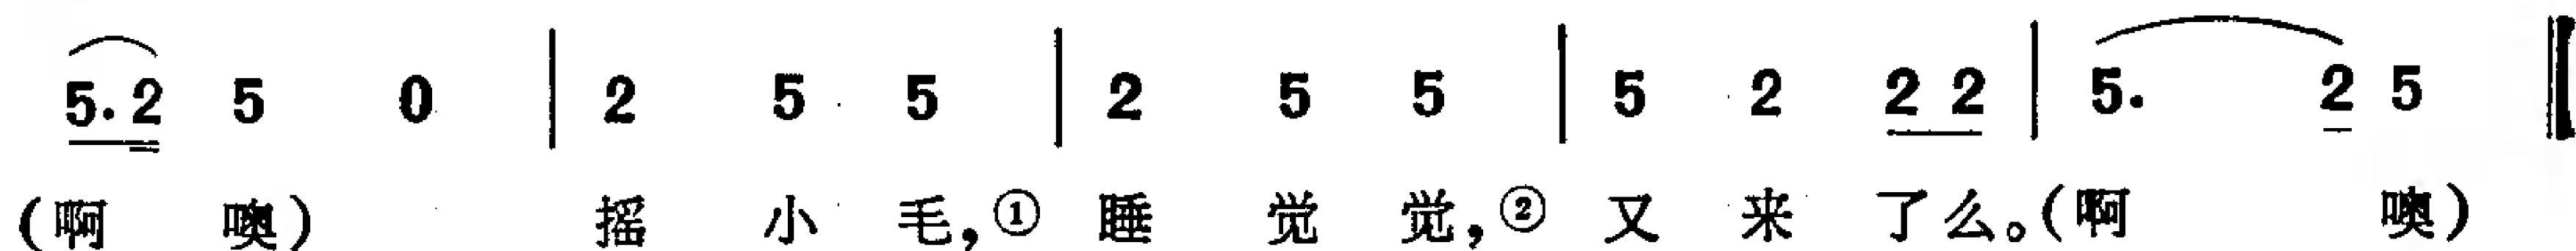 5. 2 5 0 | 2 5 5 | 2 5 5 | 5 2 2 2 | 5. 2 5 ‖
(啊 噢) 摇 小 毛,① 睡 觉 觉,② 又 来 了 么。(啊 噢)